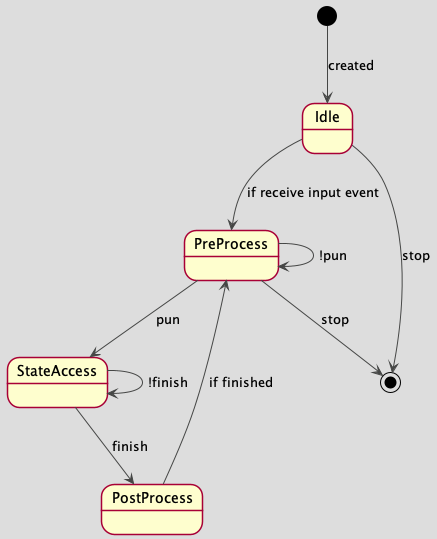 created
Idle
if receive input event
PreProcess
!pun
stop
pun
stop
StateAccess
!finish
if finished
finish
PostProcess